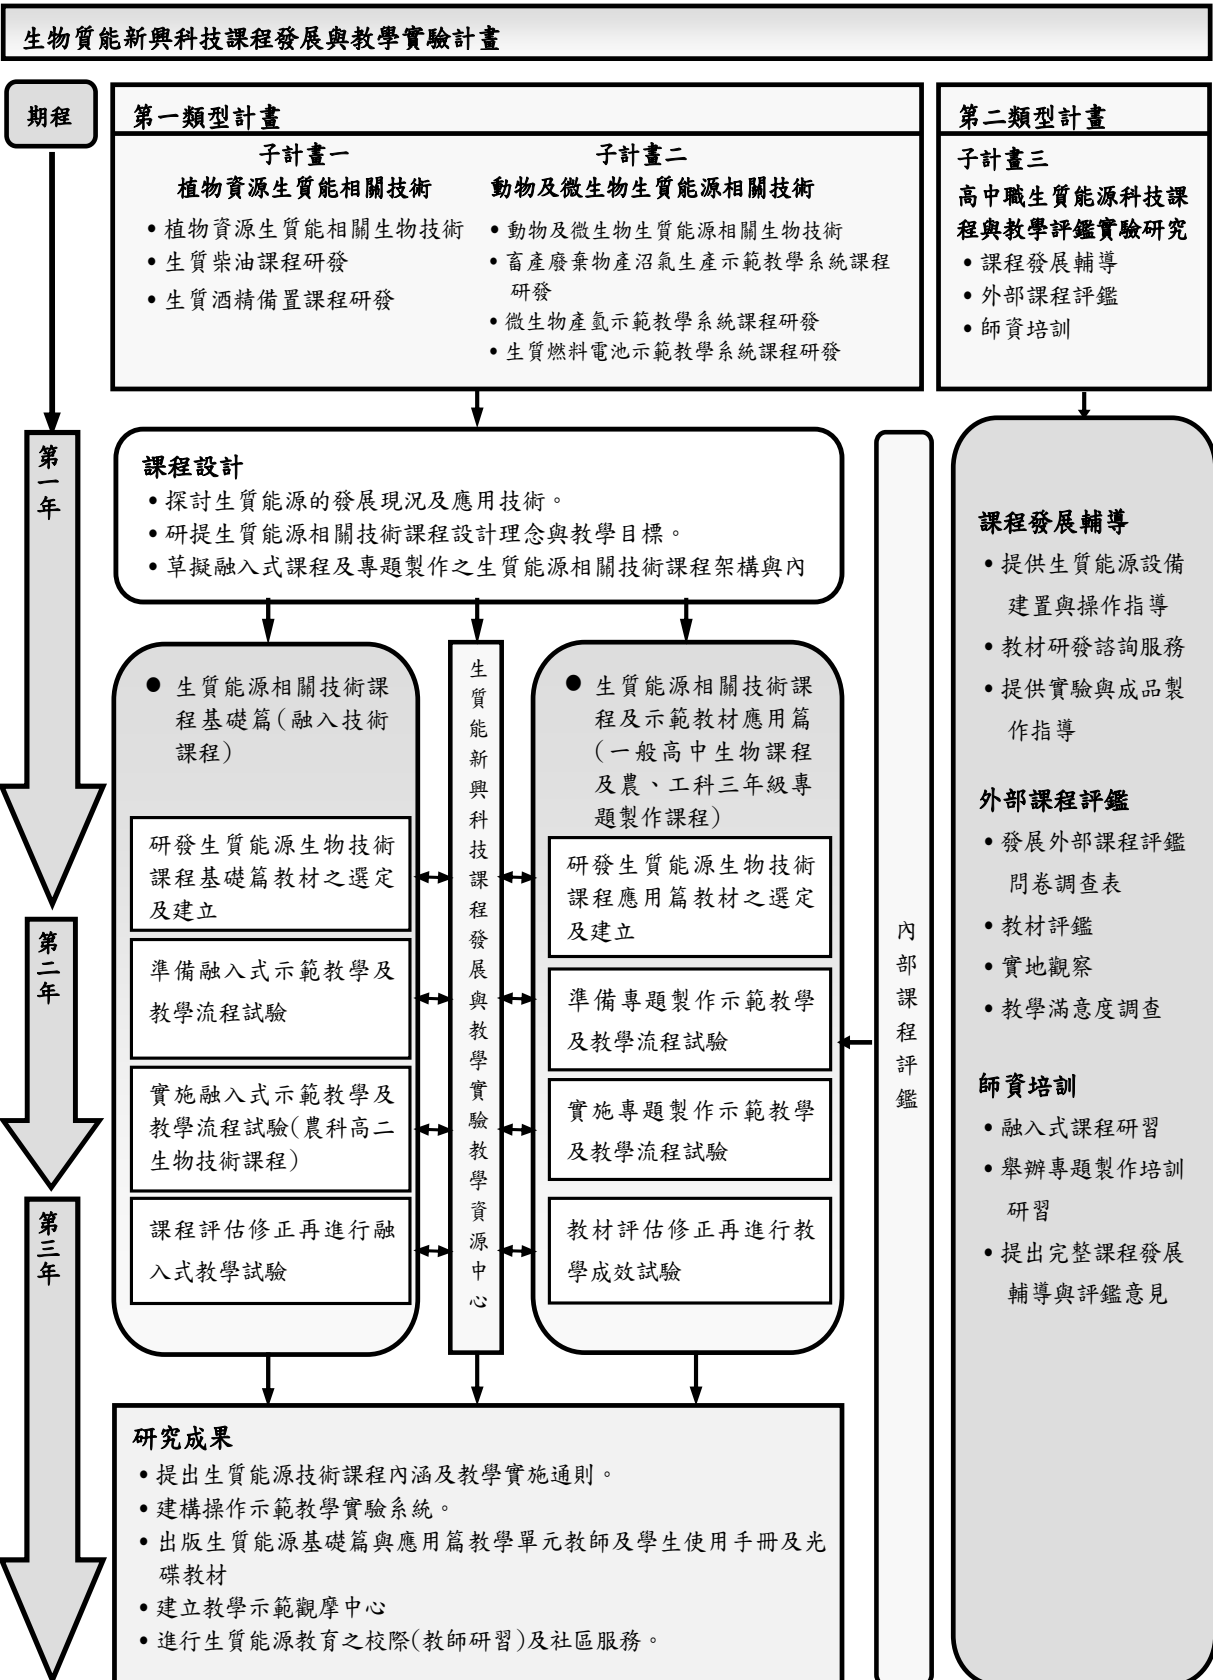 生物質能新興科技課程發展與教學實驗計畫
期程
第一類型計畫
子計畫一
植物資源生質能相關技術
•植物資源生質能相關生物技術
•生質柴油課程研發
•生質酒精備置課程研發
子計畫二
動物及微生物生質能源相關技術
•動物及微生物生質能源相關生物技術
•畜產廢棄物產沼氣生產示範教學系統課程
研發
•微生物產氫示範教學系統課程研發
•生質燃料電池示範教學系統課程研發
第二類型計畫
子計畫三
高中職生質能源科技課
程與教學評鑑實驗研究
•課程發展輔導
•外部課程評鑑
•師資培訓
第一年
第二年
第三年
課程設計
•探討生質能源的發展現況及應用技術。
•研提生質能源相關技術課程設計理念與教學目標。
•草擬融入式課程及專題製作之生質能源相關技術課程架構與內
● 生質能源相關技術課
程基礎篇(融入技術
課程)
研發生質能源生物技術
課程基礎篇教材之選定
及建立
準備融入式示範教學及
教學流程試驗
實施融入式示範教學及
教學流程試驗(農科高二
生物技術課程)
課程評估修正再進行融
入式教學試驗
生質能新興科技課程發展與教學實驗教學資源中心
● 生質能源相關技術課
程及示範教材應用篇
(一般高中生物課程
及農、工科三年級專
題製作課程)
研發生質能源生物技術
課程應用篇教材之選定
及建立
準備專題製作示範教學
及教學流程試驗
實施專題製作示範教學
及教學流程試驗
教材評估修正再進行教
學成效試驗
內部課程評鑑
課程發展輔導
•提供生質能源設備
建置與操作指導
•教材研發諮詢服務
•提供實驗與成品製
作指導
外部課程評鑑
•發展外部課程評鑑
問卷調查表
•教材評鑑
•實地觀察
•教學滿意度調查
師資培訓
•融入式課程研習
•舉辦專題製作培訓
研習
•提出完整課程發展
輔導與評鑑意見
研究成果
•提出生質能源技術課程內涵及教學實施通則。
•建構操作示範教學實驗系統。
•出版生質能源基礎篇與應用篇教學單元教師及學生使用手冊及光
碟教材
•建立教學示範觀摩中心
•進行生質能源教育之校際(教師研習)及社區服務。